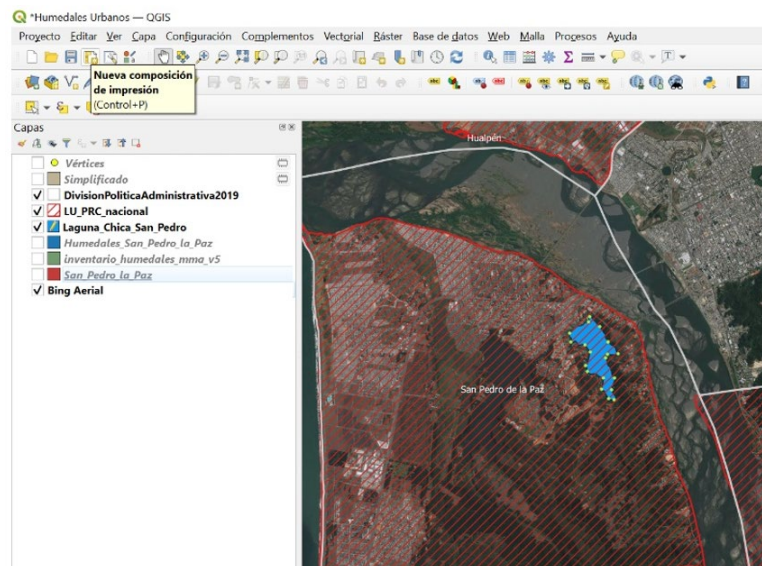 *Humedales Urbanos — QGIS
Proyecto Editar Ver Capa Configuración Complementos Vectorial Ráster Base de datos Web Malla Procesos Ayuda
Nueva composición
de impresión
(Control+P)
Capas
Vértices
Simplificado
DivisionPoliticaAdministrativa2019
LU_PRC_nacional
Laguna_Chica_San_Pedro
Humedales_San_Pedro_la_Paz
inventario_humedales_mma_v5
San_Pedro_la_Paz
Bing Aerial
Hualpén
San Pedro de la Paz